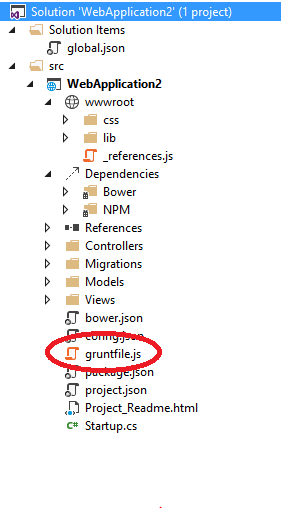 Solution 'WebApplication2' (1 project)
Solution Items
global.json
src
WebApplication2
wwwroot
css
lib
_references.js
Dependencies
Bower
NPM
References
Controllers
Migrations
Models
Views
bower.json
config.json
gruntfile.js
package.json
project.json
Project_Readme.html
Startup.cs